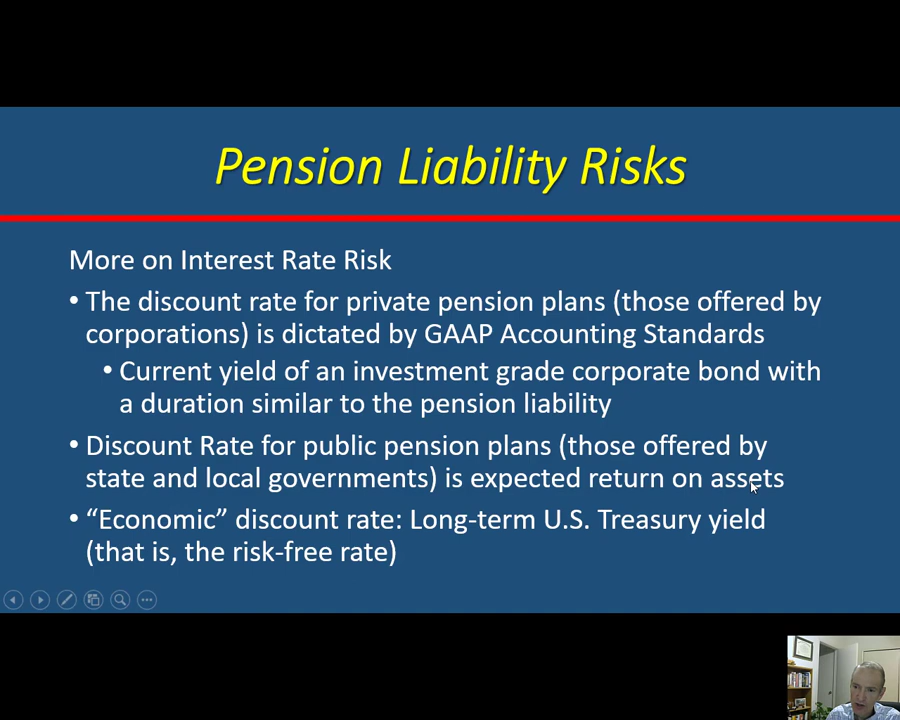 Pension Liability Risks
More on Interest Rate Risk
• The discount rate for private pension plans (those offered by
corporations) is dictated by GAAP Accounting Standards
• Current yield of an investment grade corporate bond with
a duration similar to the pension liability
• Discount Rate for public pension plans (those offered by
state and local governments) is expected return on assets
• “Economic” discount rate: Long-term U.S. Treasury yield
(that is, the risk-free rate)